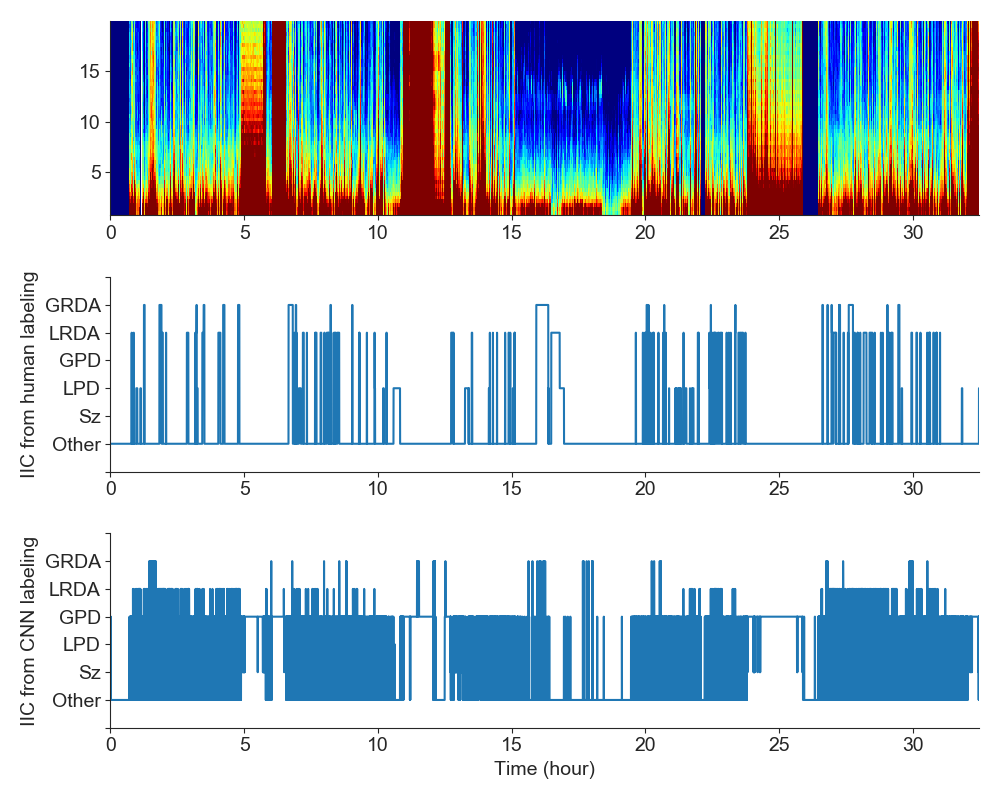 15
10
5
0 5 10 15 20 25 30
IIC from human labeling
GRDA
LRDA
GPD
LPD
Sz
Other
0 5 10 15 20 25 30
IIC from CNN labeling
GRDA
LRDA
GPD
LPD
Sz
Other
0 5 10 15 20 25 30
Time (hour)